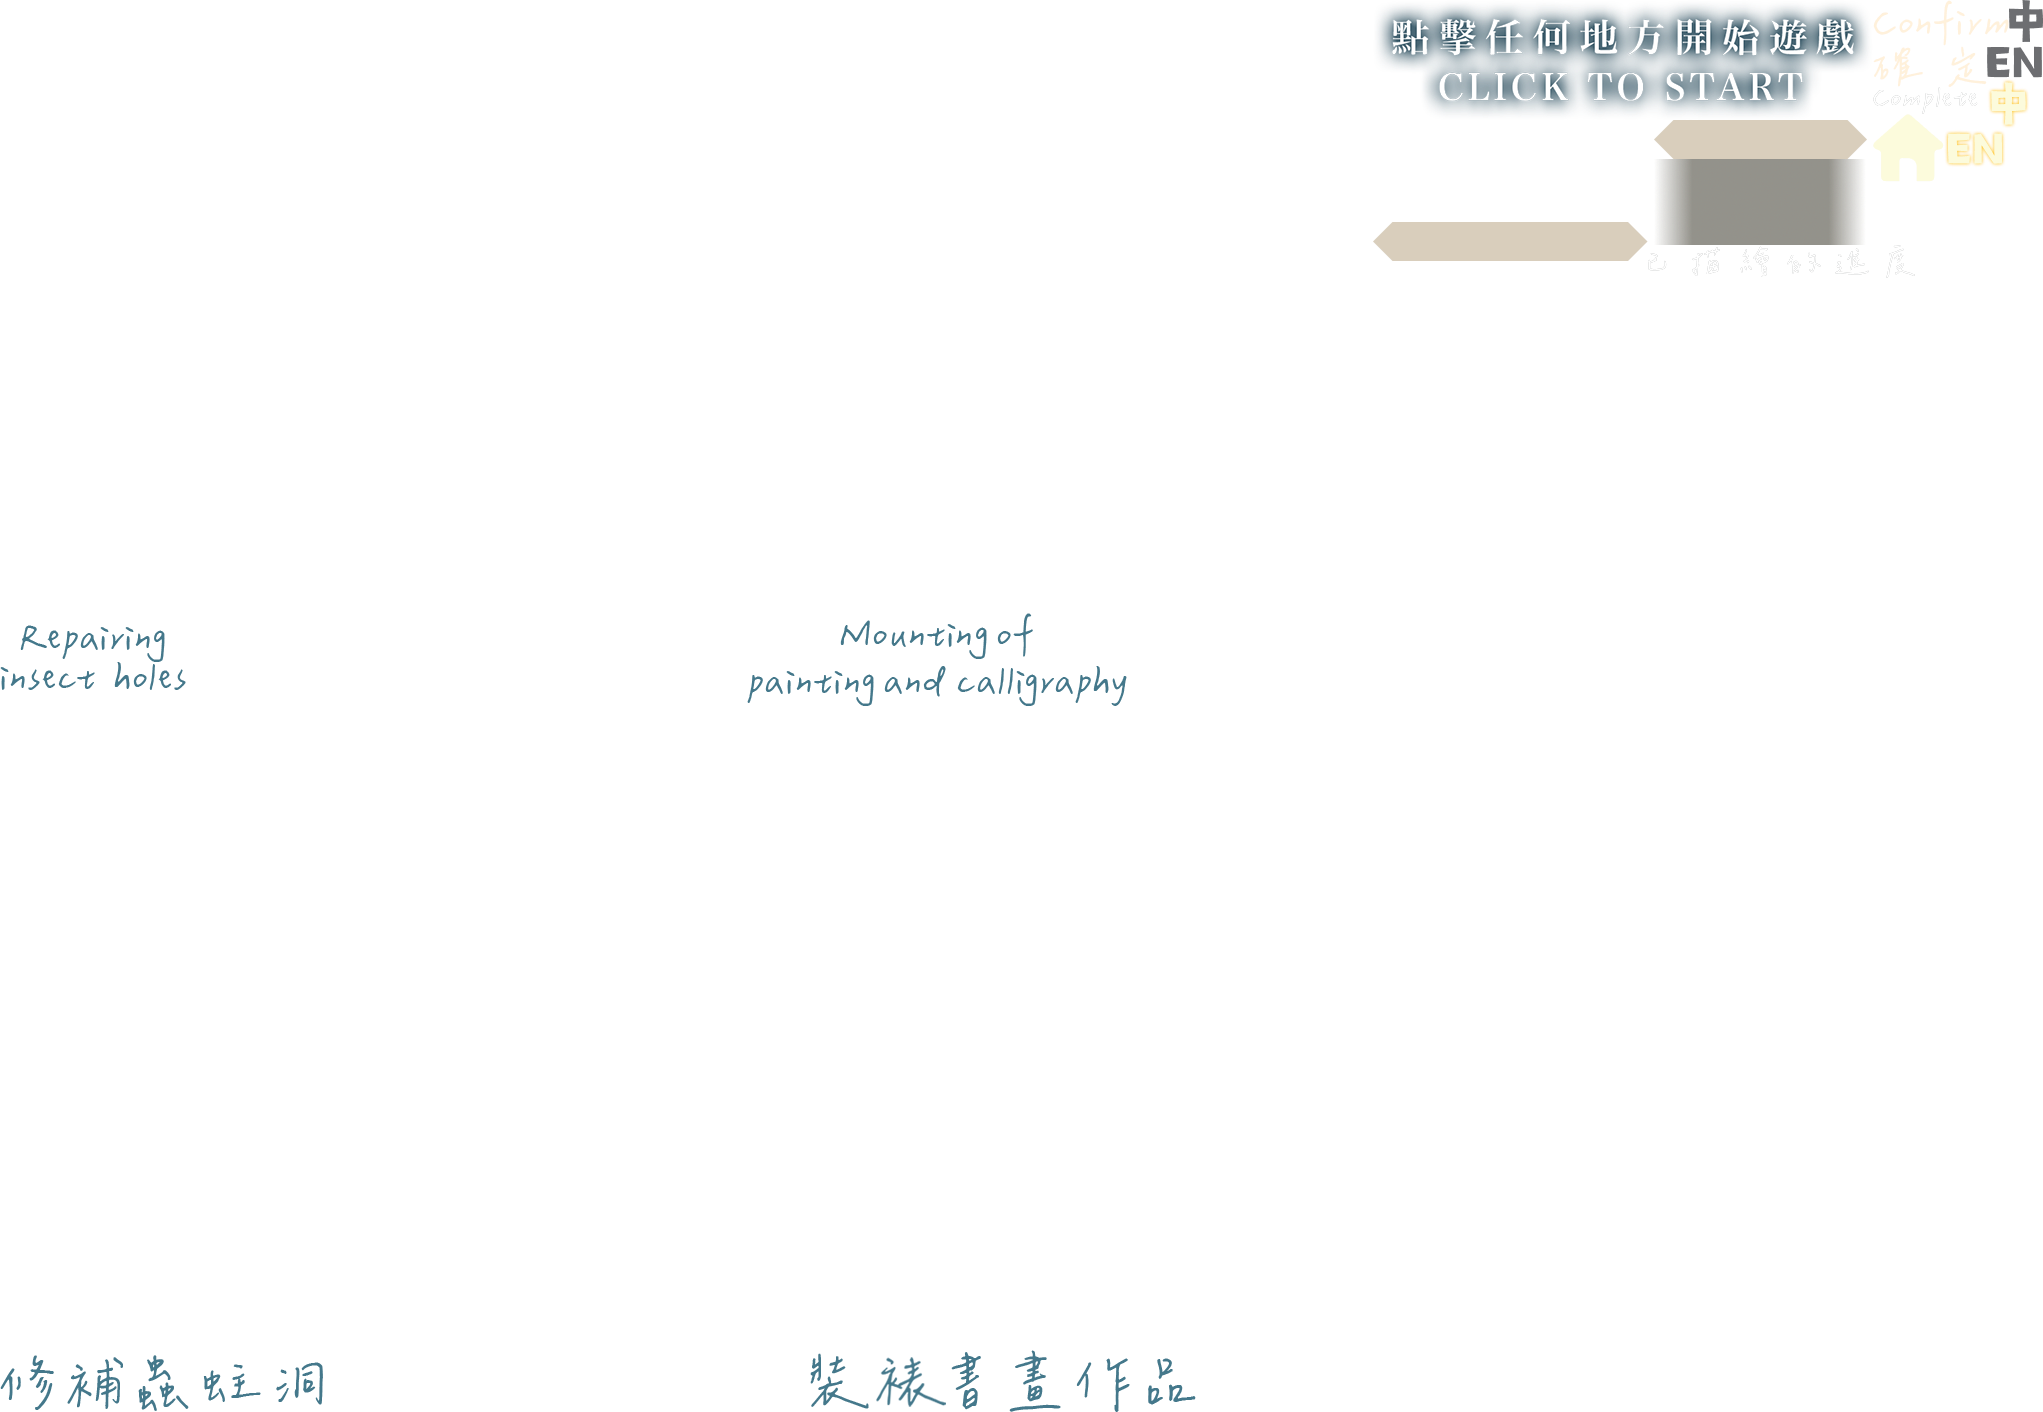 點擊任何地方開始遊戲
CLICK TO START
Confirm
中
EN
確定
Complete
中
EN
已描繪的進度
Repairing
insect holes
Mounting of
painting and calligraphy
修補蟲蛀洞
裝裱書畫作品